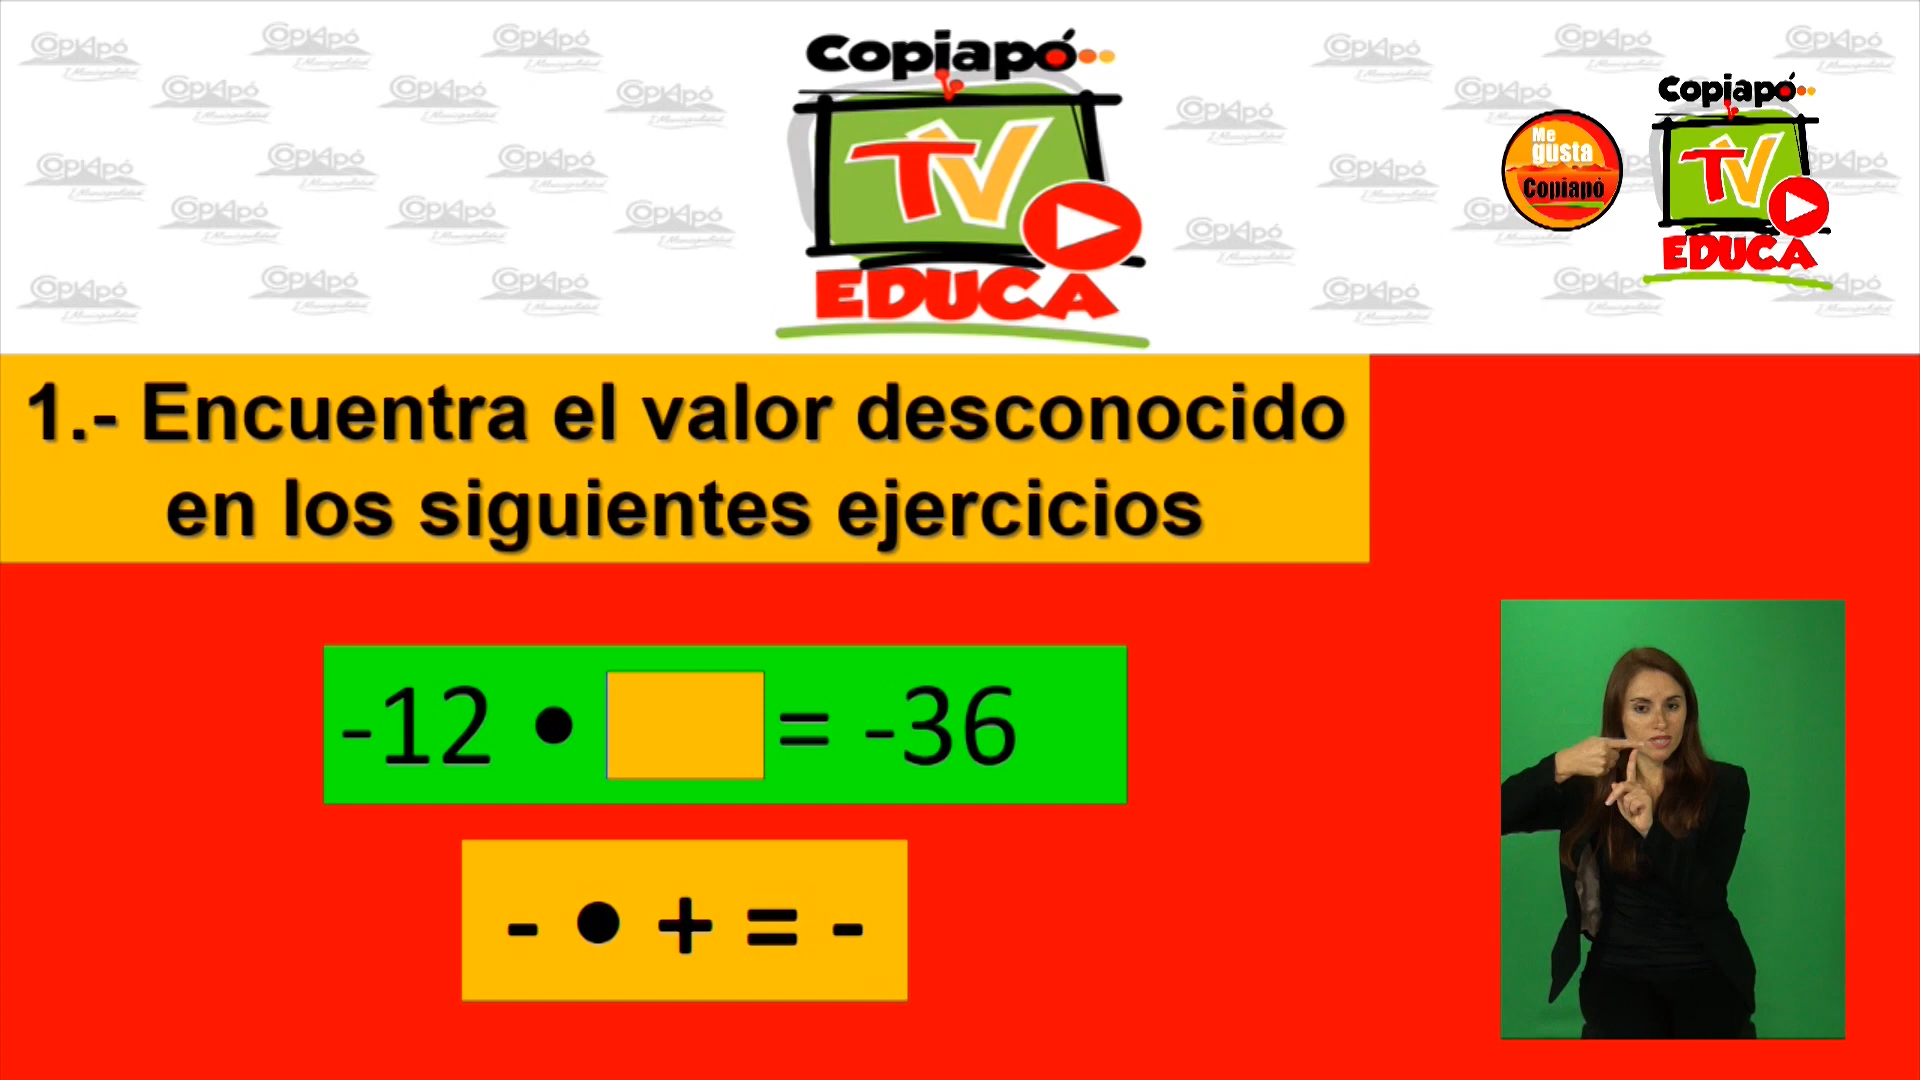 Copiapó
TV
EDUCA
Me
gusta
Copiapó
Copiapó
TV
EDUCA
1.- Encuentra el valor desconocido
en los siguientes ejercicios
-12 • = -36
- • + = -